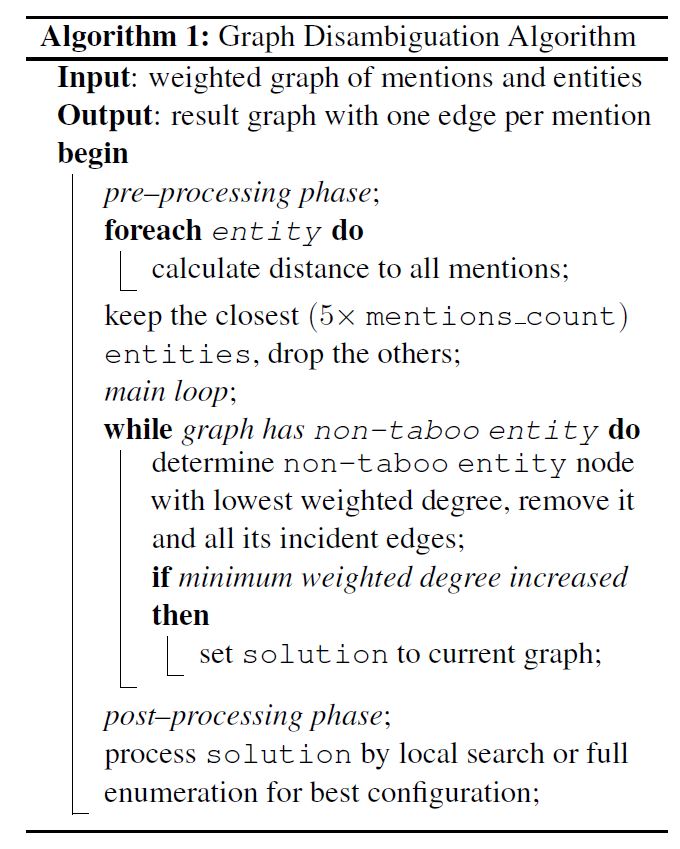 Algorithm 1: Graph Disambiguation Algorithm
Input: weighted graph of mentions and entities
Output: result graph with one edge per mention
begin
pre–processing phase;
foreach entity do
calculate distance to all mentions;
keep the closest (5× mentions_count)
entities, drop the others;
main loop;
while graph has non-taboo entity do
determine non-taboo entity node
with lowest weighted degree, remove it
and all its incident edges;
if minimum weighted degree increased
then
set solution to current graph;
post–processing phase;
process solution by local search or full
enumeration for best configuration;